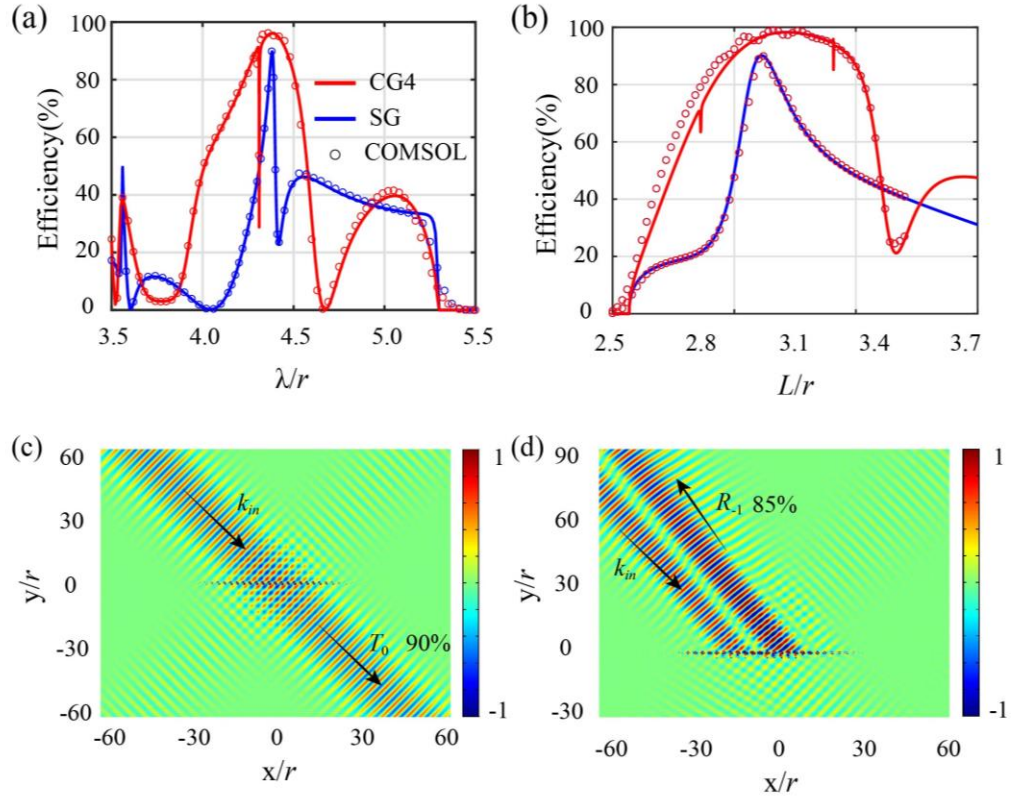 (a)
100
80
60
40
20
0
Efficiency(%)
CG4
SG
COMSOL
3.5 4.0 4.5 5.0 5.5
λ/r
(b)
100
80
60
40
20
0
Efficiency(%)
2.5 2.8 3.1 3.4 3.7
L/r
(c)
60
30
0
-30
-60
y/r
k_in
T_0 90%
1
-1
-60 -30 0 30 60
x/r
(d)
90
60
30
0
-30
y/r
R_-1 85%
k_in
1
-1
-60 -30 0 30 60
x/r